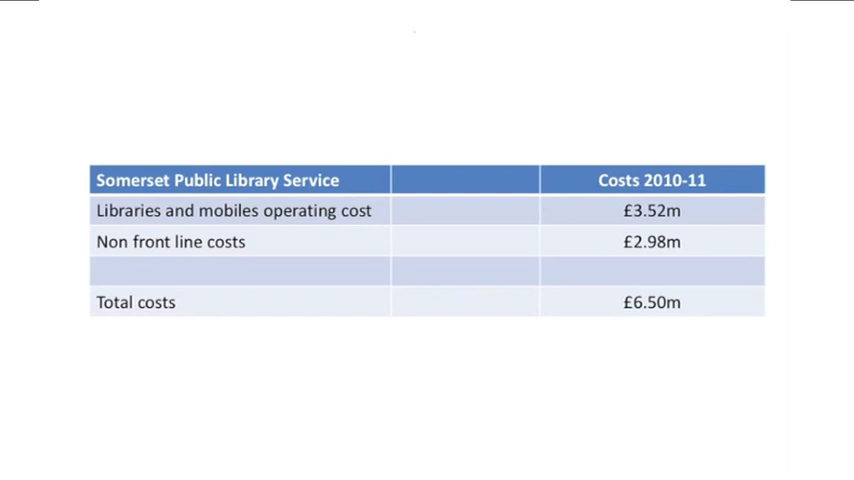 Somerset Public Library Service Costs 2010-11
Libraries and mobiles operating cost £3.52m
Non front line costs £2.98m
Total costs £6.50m